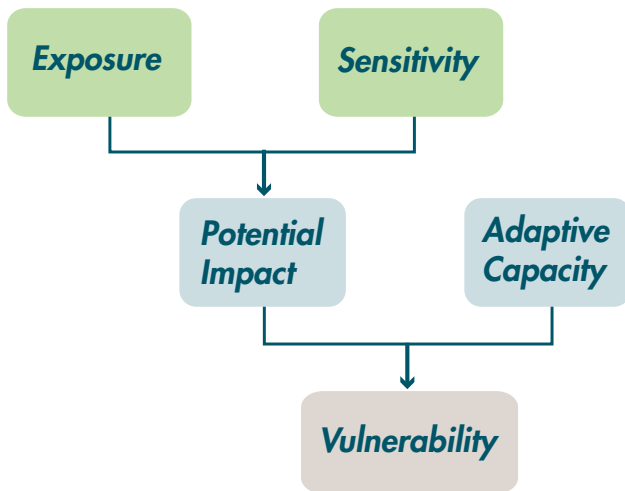 Exposure
Sensitivity
Potential
Impact
Adaptive
Capacity
Vulnerability